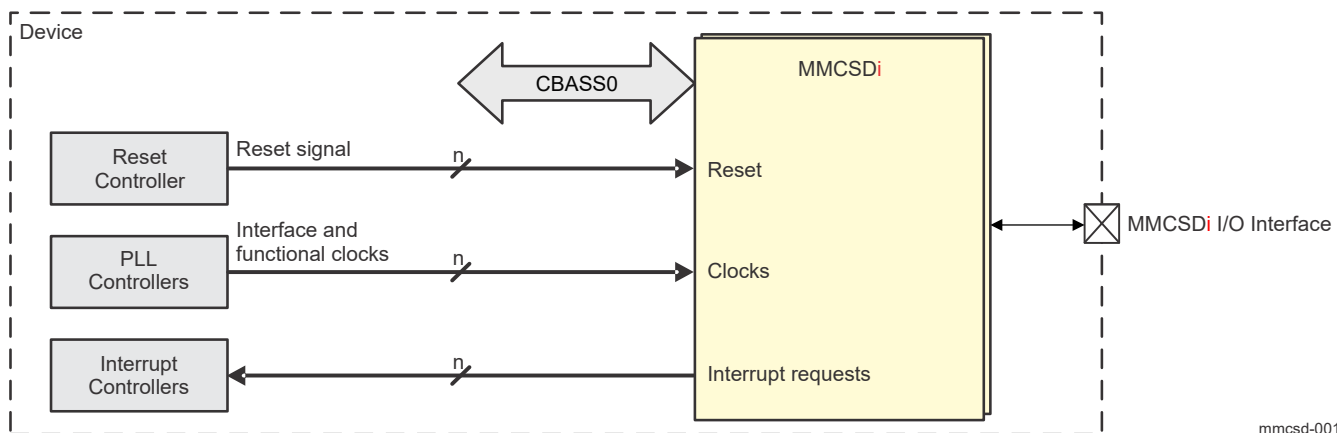 Device
CBASS0
MMCSDi
Reset
Controller
Reset signal
n
Reset
MMCSDi I/O Interface
PLL
Controllers
Interface and
functional clocks
n
Clocks
Interrupt
Controllers
n
Interrupt requests
mmcsd-001